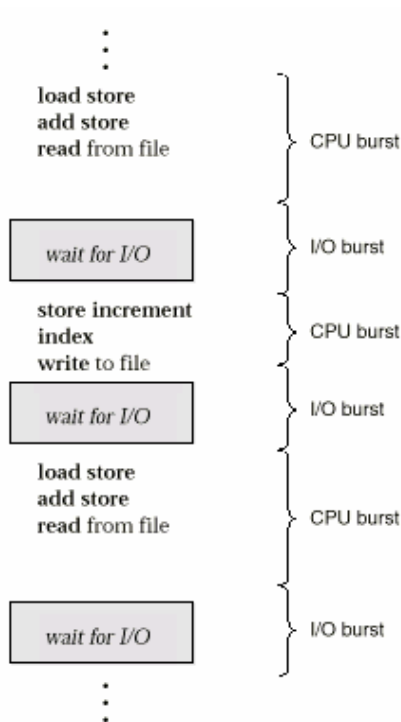 load store
add store
read from file
CPU burst
wait for I/O
I/O burst
store increment
index
write to file
CPU burst
wait for I/O
I/O burst
load store
add store
read from file
CPU burst
wait for I/O
I/O burst